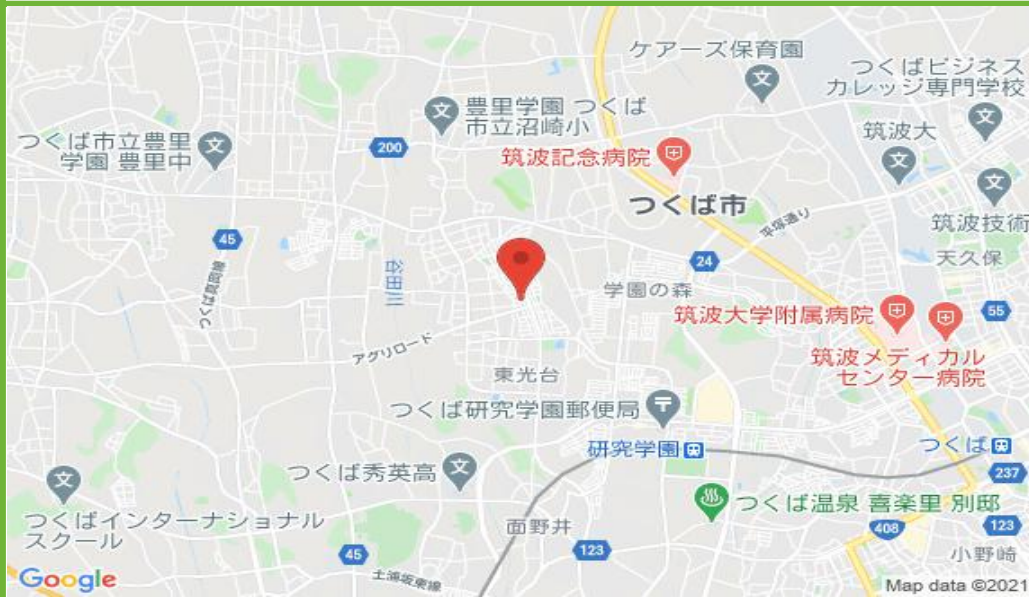 ケアーズ保育園
つくばビジネス
カレッジ専門学校
豊里学園 つくば
市立沼崎小
筑波大
つくば市立豊里
学園 豊里中
200
筑波記念病院
つくば市
平塚通り
筑波技術
天久保
45
谷田川
24
学園の森
筑波大学附属病院
55
アグリロード
筑波メディカル
センター病院
東光台
つくば研究学園郵便局
研究学園
つくば
237
つくば秀英高
つくば温泉 喜楽里 別邸
つくばインターナショナル
スクール
面野井
123
408
123
45
小野崎
土浦坂東線
Google
Map data ©2021